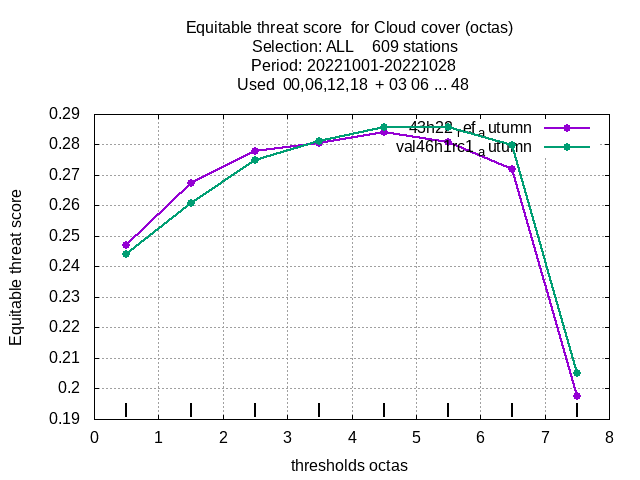 Equitable threat score  for Cloud cover (octas)
Selection: ALL    609 stations
Period: 20221001-20221028
Used  00,06,12,18  + 03 06 ... 48
43h22_ref_autumn
val46h1rc1_autumn
Equitable threat score
0.29
0.28
0.27
0.26
0.25
0.24
0.23
0.22
0.21
0.2
0.19
0 1 2 3 4 5 6 7 8
thresholds octas